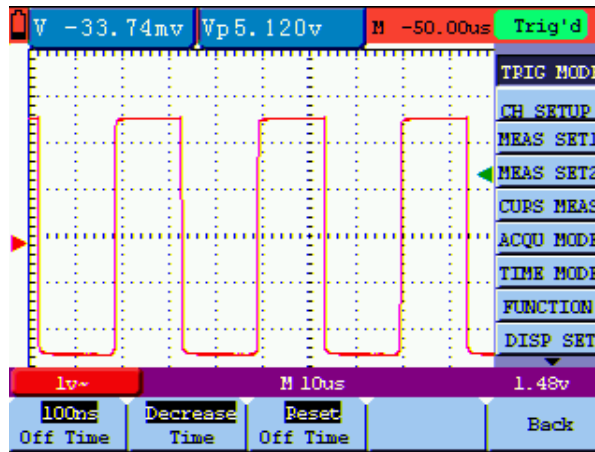 V -33.74mv Vp5.120v M -50.00us Trig'd
TRIG MODE
CH SETUP
MEAS SET1
MEAS SET2
CURS MEAS
ACQU MODE
TIME MODE
FUNCTION
DISP SET
1v~ M 10us 1.48v
100ns Decrease Reset
Off Time Time Off Time Back